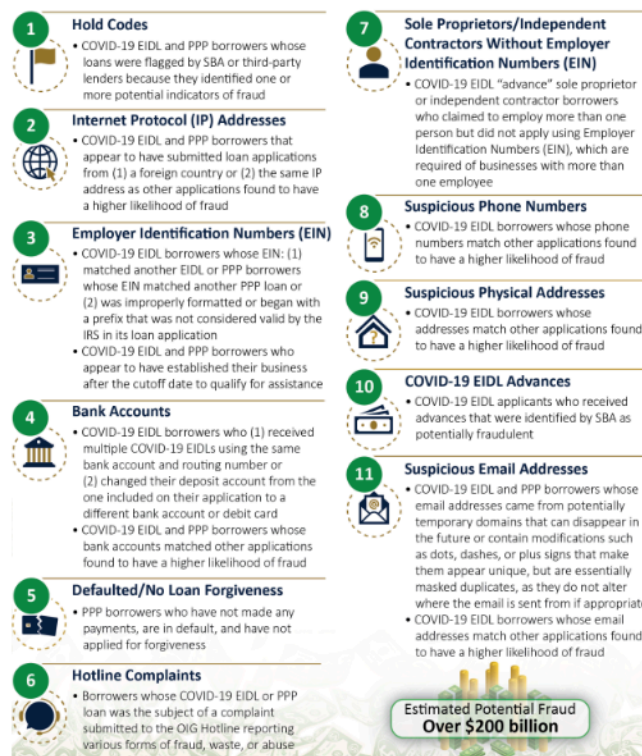 1
Hold Codes
• COVID-19 EIDL and PPP borrowers whose
loans were flagged by SBA or third-party
lenders because they identified one or
more potential indicators of fraud
2
Internet Protocol (IP) Addresses
• COVID-19 EIDL and PPP borrowers that
appear to have submitted loan applications
from (1) a foreign country or (2) the same IP
address as other applications found to have
a higher likelihood of fraud
3
Employer Identification Numbers (EIN)
• COVID-19 EIDL borrowers whose EIN: (1)
matched another EIDL or PPP borrowers
whose EIN matched another PPP loan or
(2) was improperly formatted or began with
a prefix that was not considered valid by the
IRS in its loan application
• COVID-19 EIDL and PPP borrowers who
appear to have established their business
after the cutoff date to qualify for assistance
4
Bank Accounts
• COVID-19 EIDL borrowers who (1) received
multiple COVID-19 EIDLs using the same
bank account and routing number or
(2) changed their deposit account from the
one included on their application to a
different bank account or debit card
• COVID-19 EIDL and PPP borrowers whose
bank accounts matched other applications
found to have a higher likelihood of fraud
5
Defaulted/No Loan Forgiveness
• PPP borrowers who have not made any
payments, are in default, and have not
applied for forgiveness
6
Hotline Complaints
• Borrowers whose COVID-19 EIDL or PPP
loan was the subject of a complaint
submitted to the OIG Hotline reporting
various forms of fraud, waste, or abuse
7
Sole Proprietors/Independent
Contractors Without Employer
Identification Numbers (EIN)
• COVID-19 EIDL "advance" sole proprietor
or independent contractor borrowers
who claimed to employ more than one
person but did not apply using Employer
Identification Numbers (EIN), which are
required of businesses with more than
one employee
8
Suspicious Phone Numbers
• COVID-19 EIDL borrowers whose phone
numbers match other applications found
to have a higher likelihood of fraud
9
Suspicious Physical Addresses
• COVID-19 EIDL borrowers whose
addresses match other applications found
to have a higher likelihood of fraud
10
COVID-19 EIDL Advances
• COVID-19 EIDL applicants who received
advances that were identified by SBA as
potentially fraudulent
11
Suspicious Email Addresses
• COVID-19 EIDL and PPP borrowers whose
email addresses came from potentially
temporary domains that can disappear in
the future or contain modifications such
as dots, dashes, or plus signs that make
them appear unique, but are essentially
masked duplicates, as they do not alter
where the email is sent from if appropriat
• COVID-19 EIDL borrowers whose email
addresses match other applications found
to have a higher likelihood of fraud
Estimated Potential Fraud
Over $200 billion